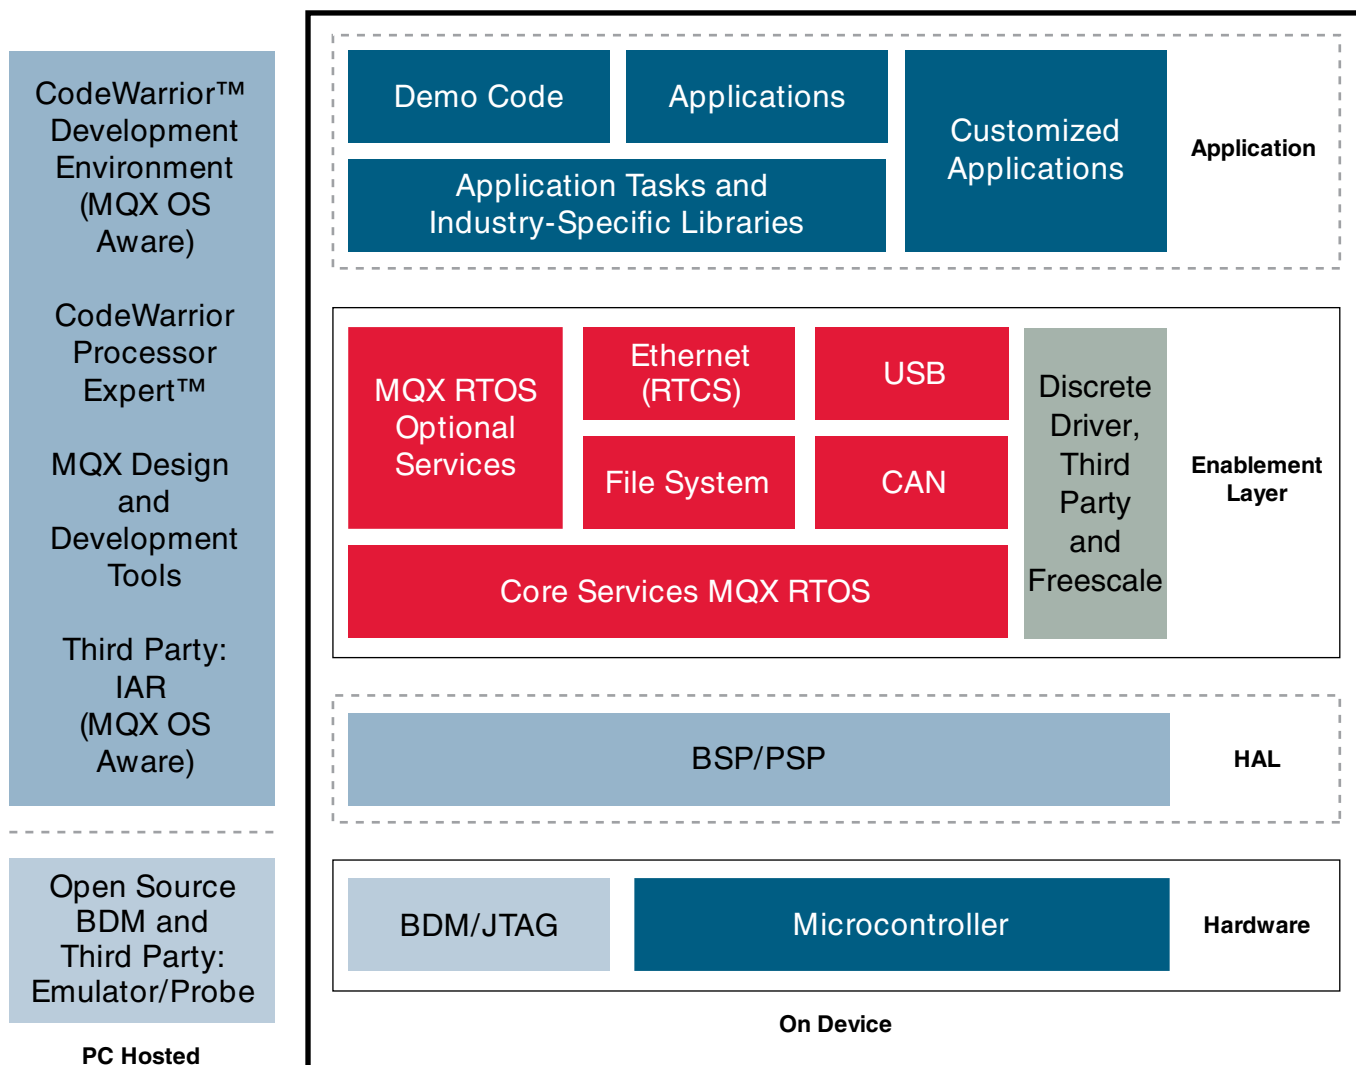 CodeWarrior™
Development
Environment
(MQX OS
Aware)
CodeWarrior
Processor
Expert™
MQX Design
and
Development
Tools
Third Party:
IAR
(MQX OS
Aware)
Open Source
BDM and
Third Party:
Emulator/Probe
PC Hosted
Demo Code
Applications
Customized
Applications
Application Tasks and
Industry-Specific Libraries
Application
MQX RTOS
Optional
Services
Ethernet
(RTCS)
USB
File System
CAN
Core Services MQX RTOS
Discrete
Driver,
Third
Party
and
Freescale
Enablement
Layer
BSP/PSP
HAL
BDM/JTAG
Microcontroller
Hardware
On Device